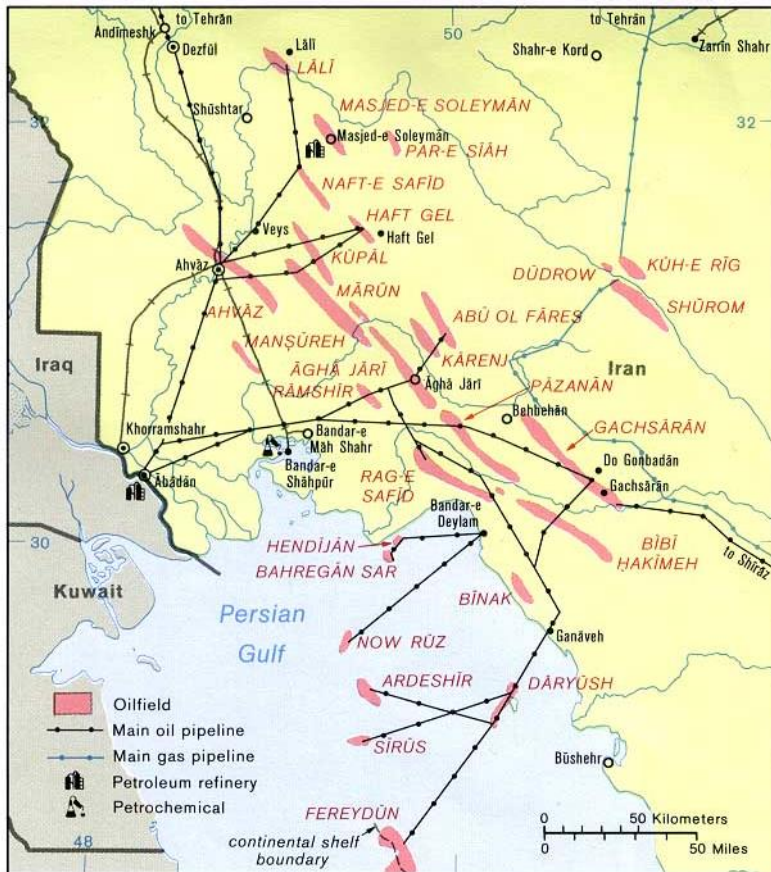 to Tehrān
Andīmeshk
Dezfūl
Lālī
LĀLĪ
50
to Tehrān
Shahr-e Kord
Zarrīn Shahr
32
Shūshtar
MASJED-E SOLEYMĀN
Masjed-e Soleymān
PAR-E SĪĀH
32
NAFT-E SAFĪD
HAFT GEL
Veys
Haft Gel
KŪPĀL
Ahvāz
DŪDROW
KŪH-E RĪG
MĀRŪN
SHŪROM
AHVĀZ
ABŪ OL FĀRES
MANṢŪREH
Iraq
KĀRENJ
Iran
ĀGHĀ JĀRĪ
Āghā Jārī
PĀZANĀN
RĀMSHĪR
Behbehān
GACHSĀRĀN
Khorramshahr
Bandar-e
Māh Shahr
Do Gonbadān
Ābādān
Bandar-e
Shāhpūr
RAG-E
SAFĪD
Gachsārān
Bandar-e
Deylam
30
HENDĪJĀN
BĪBĪ
ḤAKĪMEH
to Shīrāz
30
BAHREGĀN SAR
Kuwait
BĪNAK
Persian
Gulf
NOW RŪZ
Ganāveh
ARDESHĪR
DĀRYŪSH
Oilfield
Main oil pipeline
SĪRŪS
Main gas pipeline
Būshehr
Petroleum refinery
Petrochemical
FEREYDŪN
0 50 Kilometers
0 50 Miles
48
continental shelf
boundary
50